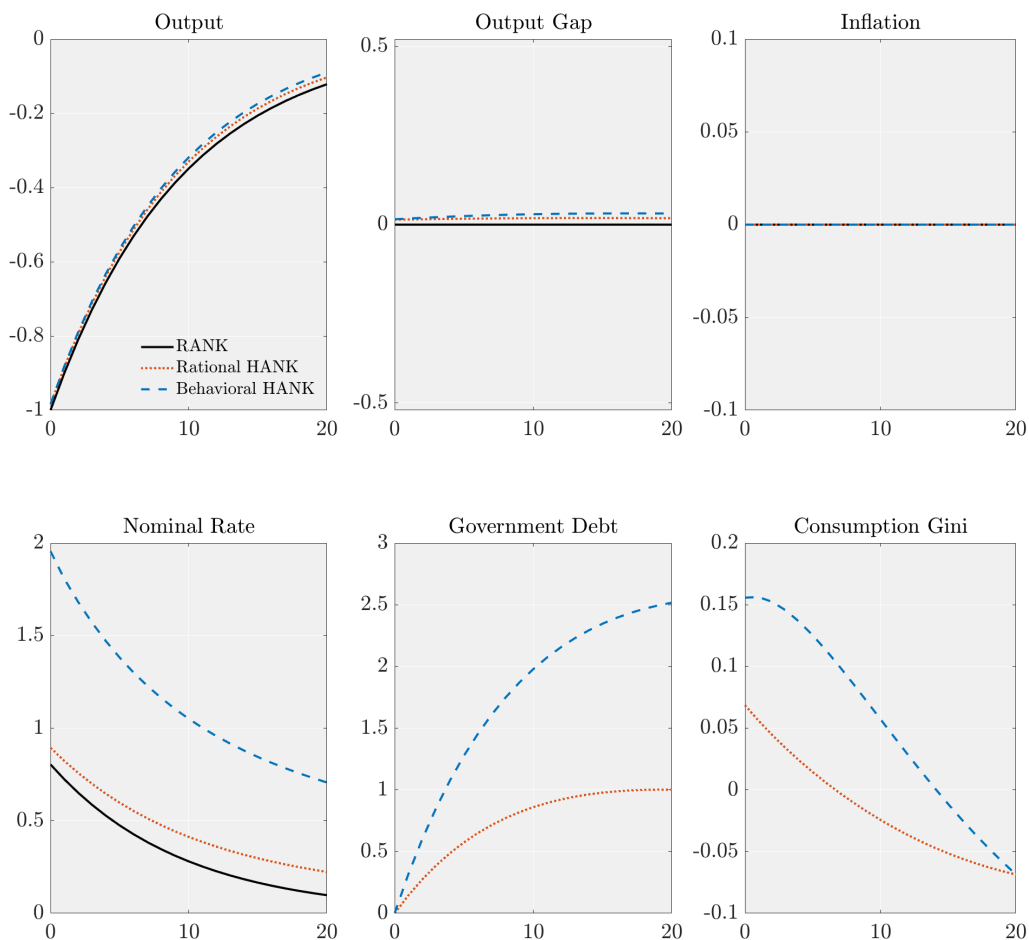 Output
0
-0.2
-0.4
-0.6
-0.8
-1
0 10 20
RANK
Rational HANK
Behavioral HANK
Output Gap
0.5
0
-0.5
0 10 20
Inflation
0.1
0.05
0
-0.05
-0.1
0 10 20
Nominal Rate
2
1.5
1
0.5
0
0 10 20
Government Debt
3
2.5
2
1.5
1
0.5
0
0 10 20
Consumption Gini
0.2
0.15
0.1
0.05
0
-0.05
-0.1
0 10 20